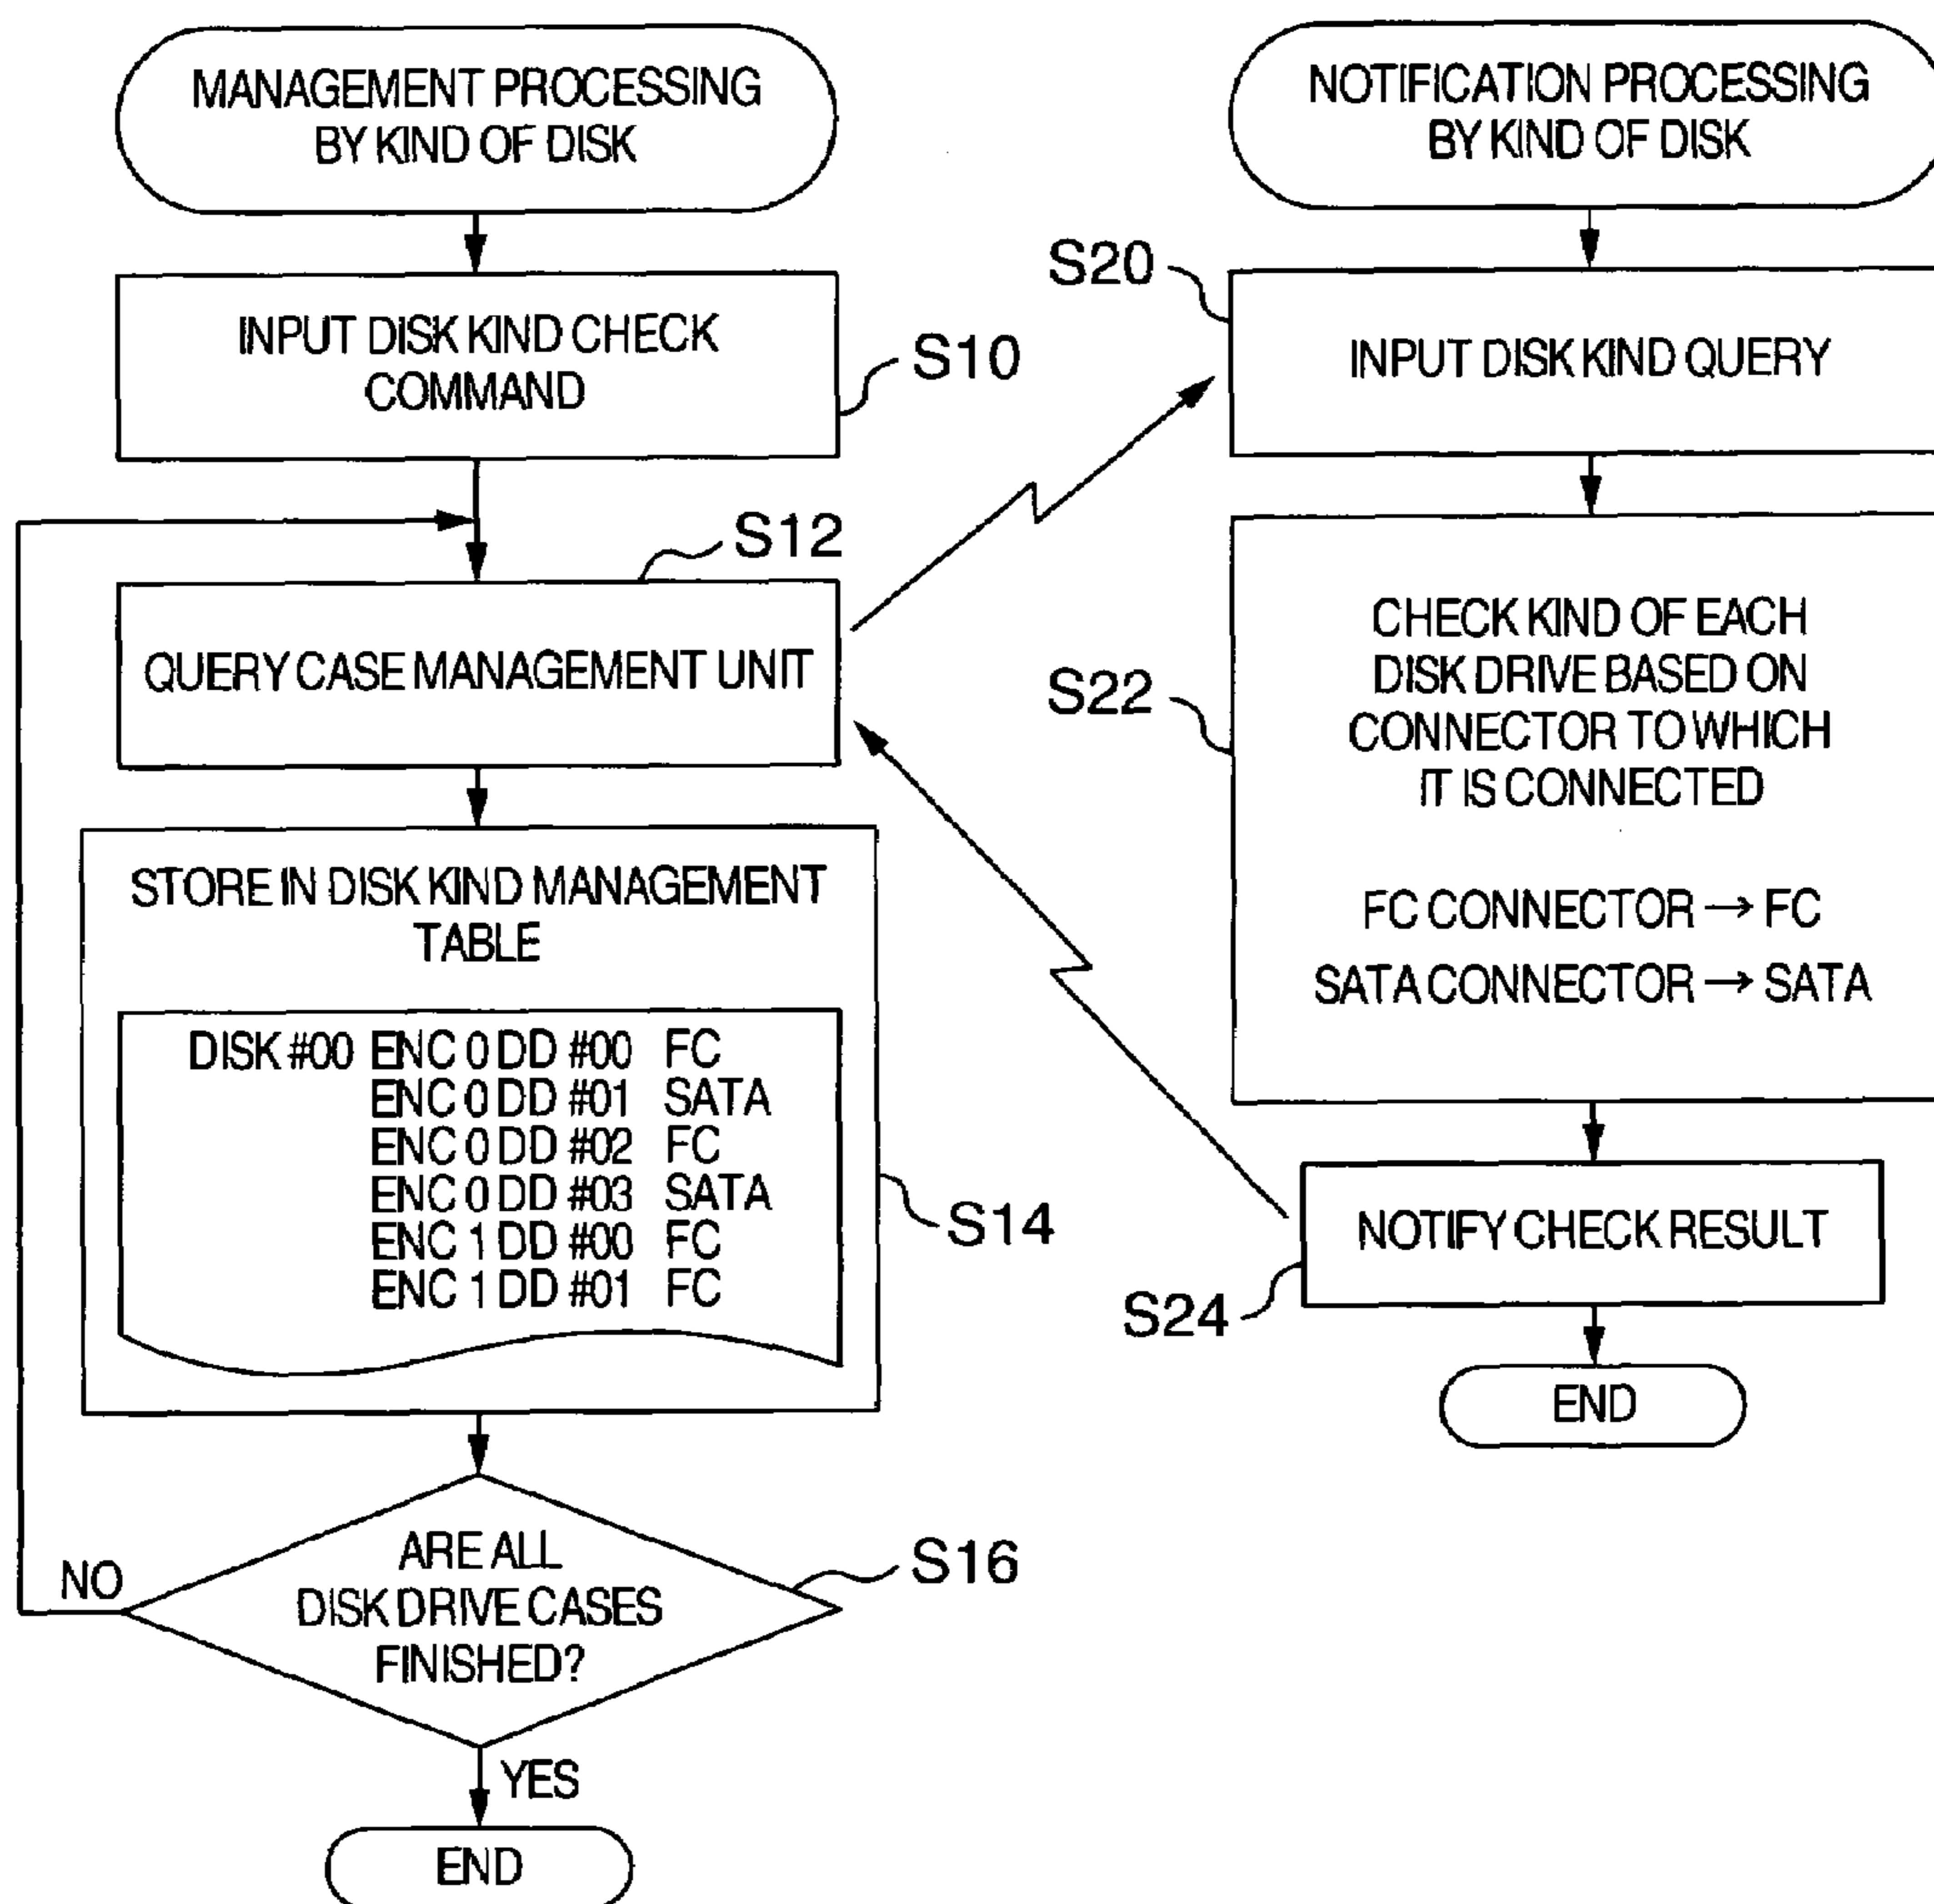 MANAGEMENT PROCESSING
BY KIND OF DISK
INPUT DISK KIND CHECK
COMMAND
S10
S12
QUERY CASE MANAGEMENT UNIT
STORE IN DISK KIND MANAGEMENT
TABLE
DISK #00 ENC 0 DD #00 FC
ENC 0 DD #01 SATA
ENC 0 DD #02 FC
ENC 0 DD #03 SATA
ENC 1 DD #00 FC
ENC 1 DD #01 FC
S14
ARE ALL
DISK DRIVE CASES
FINISHED?
S16
NO
YES
END
NOTIFICATION PROCESSING
BY KIND OF DISK
S20
INPUT DISK KIND QUERY
S22
CHECK KIND OF EACH
DISK DRIVE BASED ON
CONNECTOR TO WHICH
IT IS CONNECTED
FC CONNECTOR → FC
SATA CONNECTOR → SATA
NOTIFY CHECK RESULT
S24
END